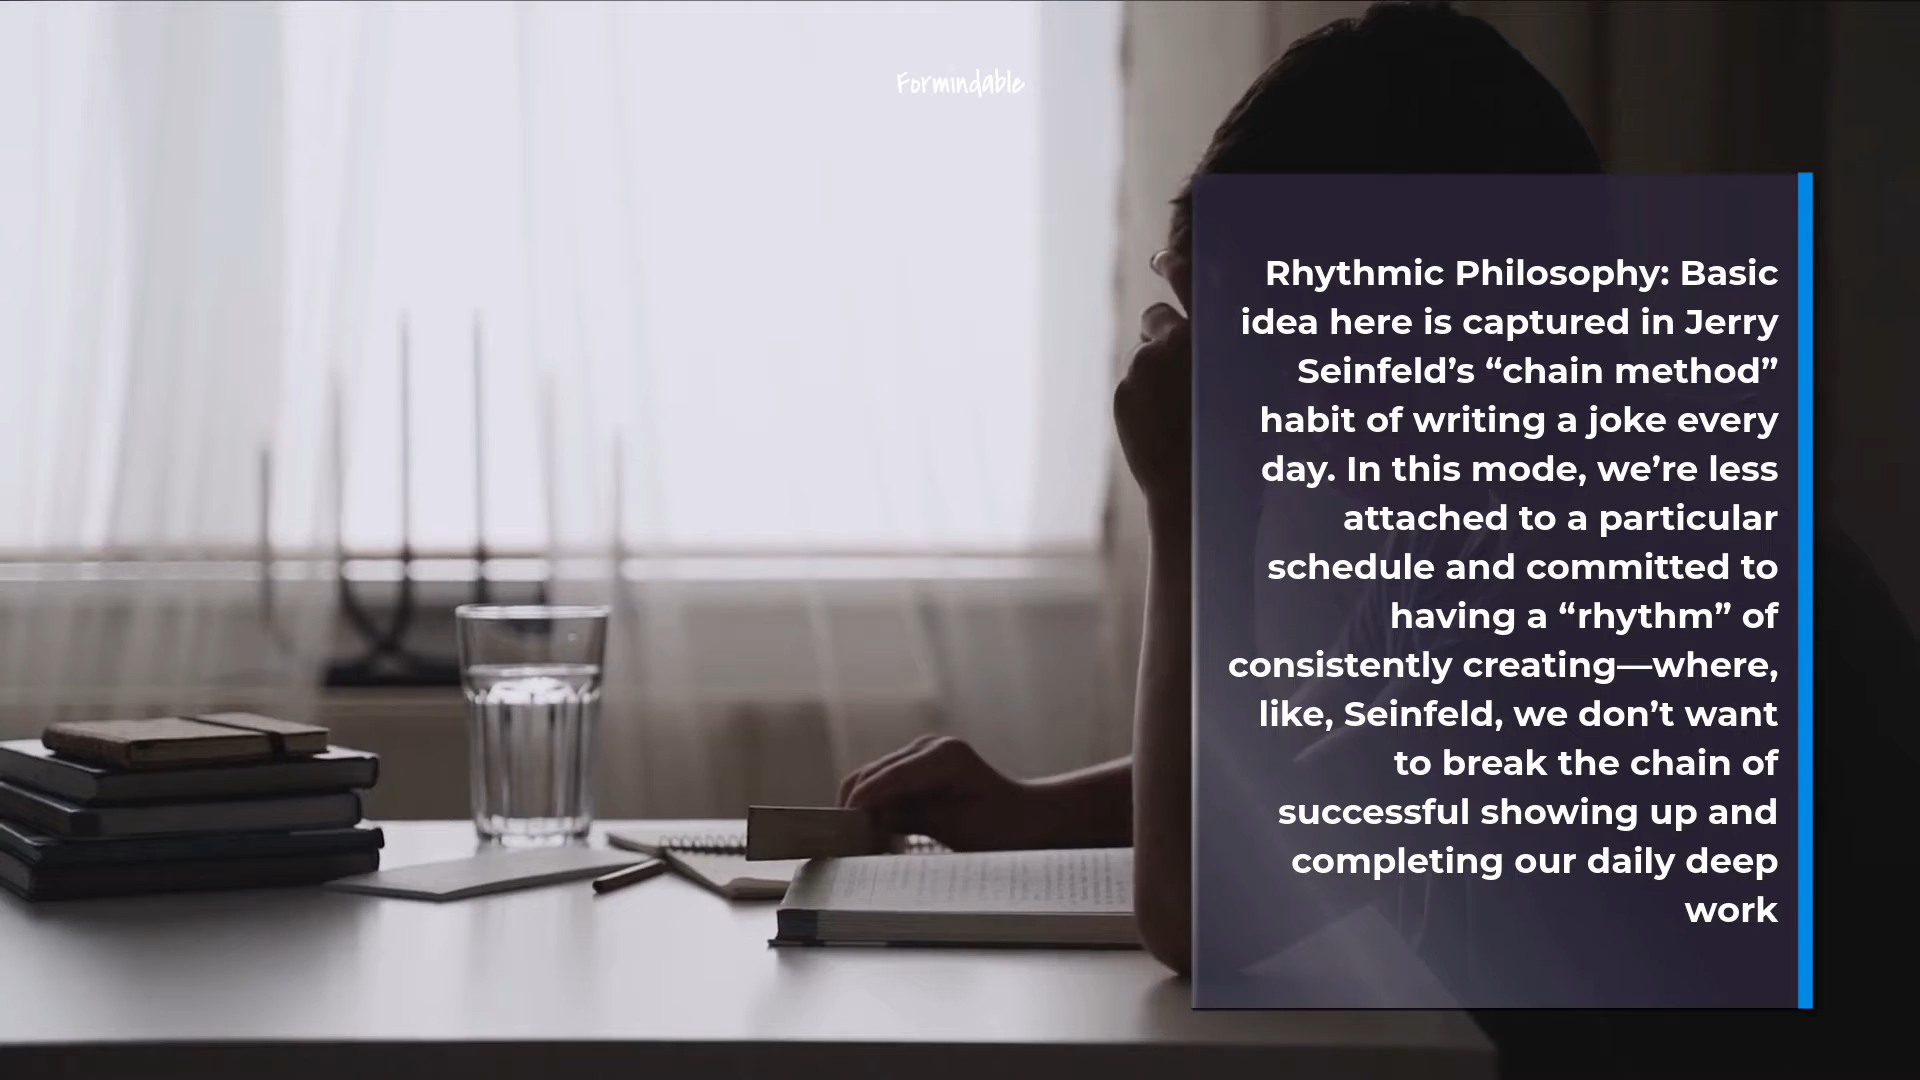 Formindable
Rhythmic Philosophy: Basic
idea here is captured in Jerry
Seinfeld’s “chain method”
habit of writing a joke every
day. In this mode, we’re less
attached to a particular
schedule and committed to
having a “rhythm” of
consistently creating—where,
like, Seinfeld, we don’t want
to break the chain of
successful showing up and
completing our daily deep
work